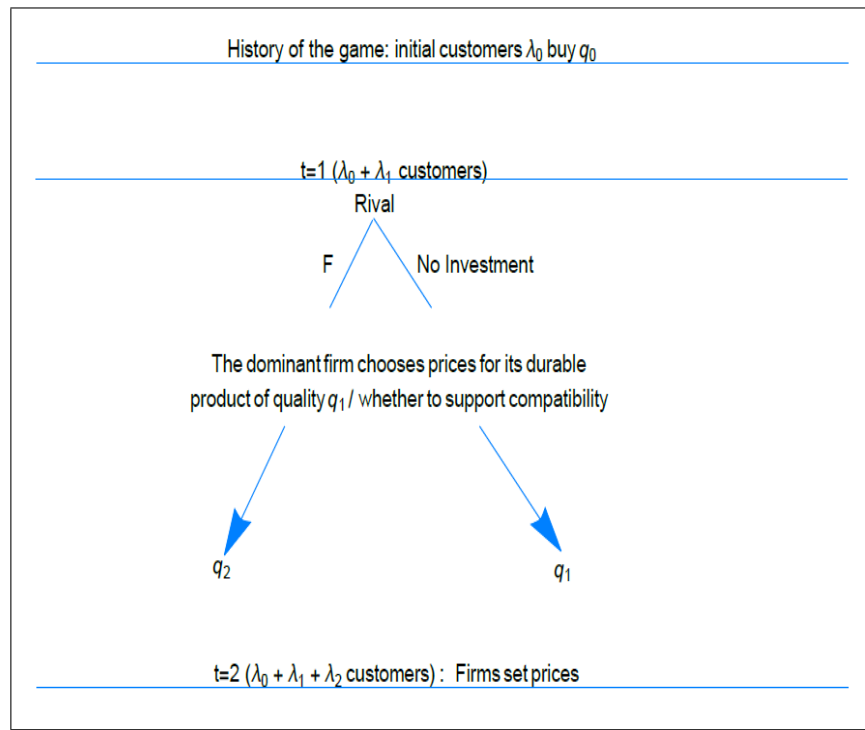 History of the game: initial customers λ₀ buy q₀
t=1 (λ₀ + λ₁ customers)
Rival
F No Investment
The dominant firm chooses prices for its durable
product of quality q₁ / whether to support compatibility
q₂ q₁
t=2 (λ₀ + λ₁ + λ₂ customers) : Firms set prices